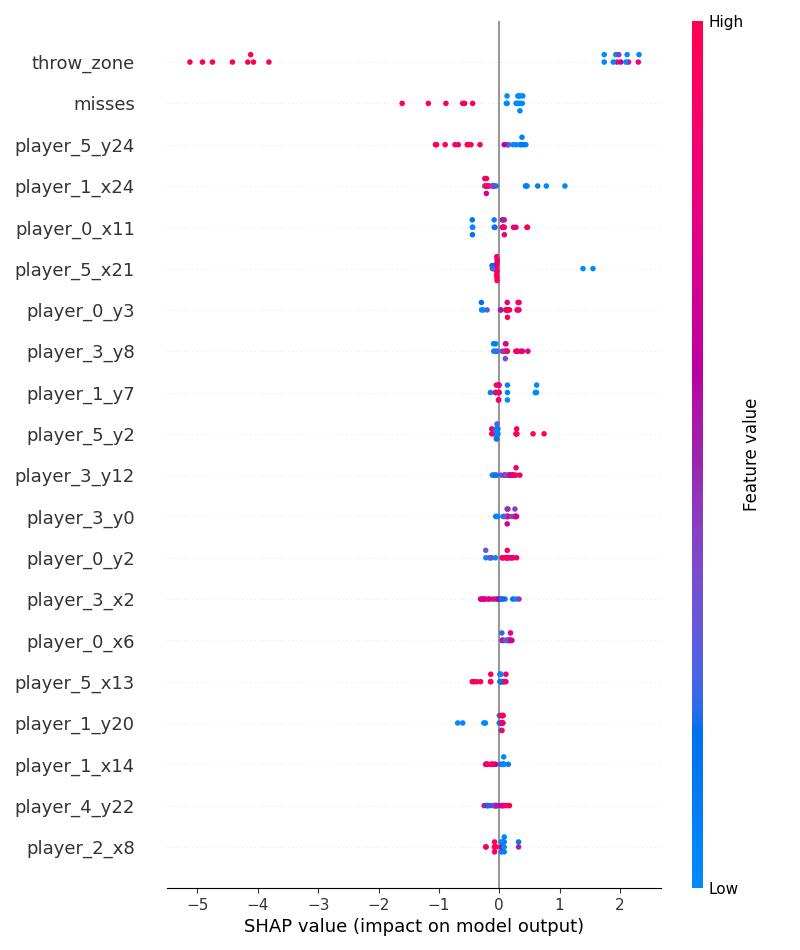 High
throw_zone
misses
player_5_y24
player_1_x24
player_0_x11
player_5_x21
player_0_y3
player_3_y8
player_1_y7
player_5_y2
player_3_y12
player_3_y0
player_0_y2
player_3_x2
player_0_x6
player_5_x13
player_1_y20
player_1_x14
player_4_y22
player_2_x8
Feature value
Low
−5 −4 −3 −2 −1 0 1 2
SHAP value (impact on model output)